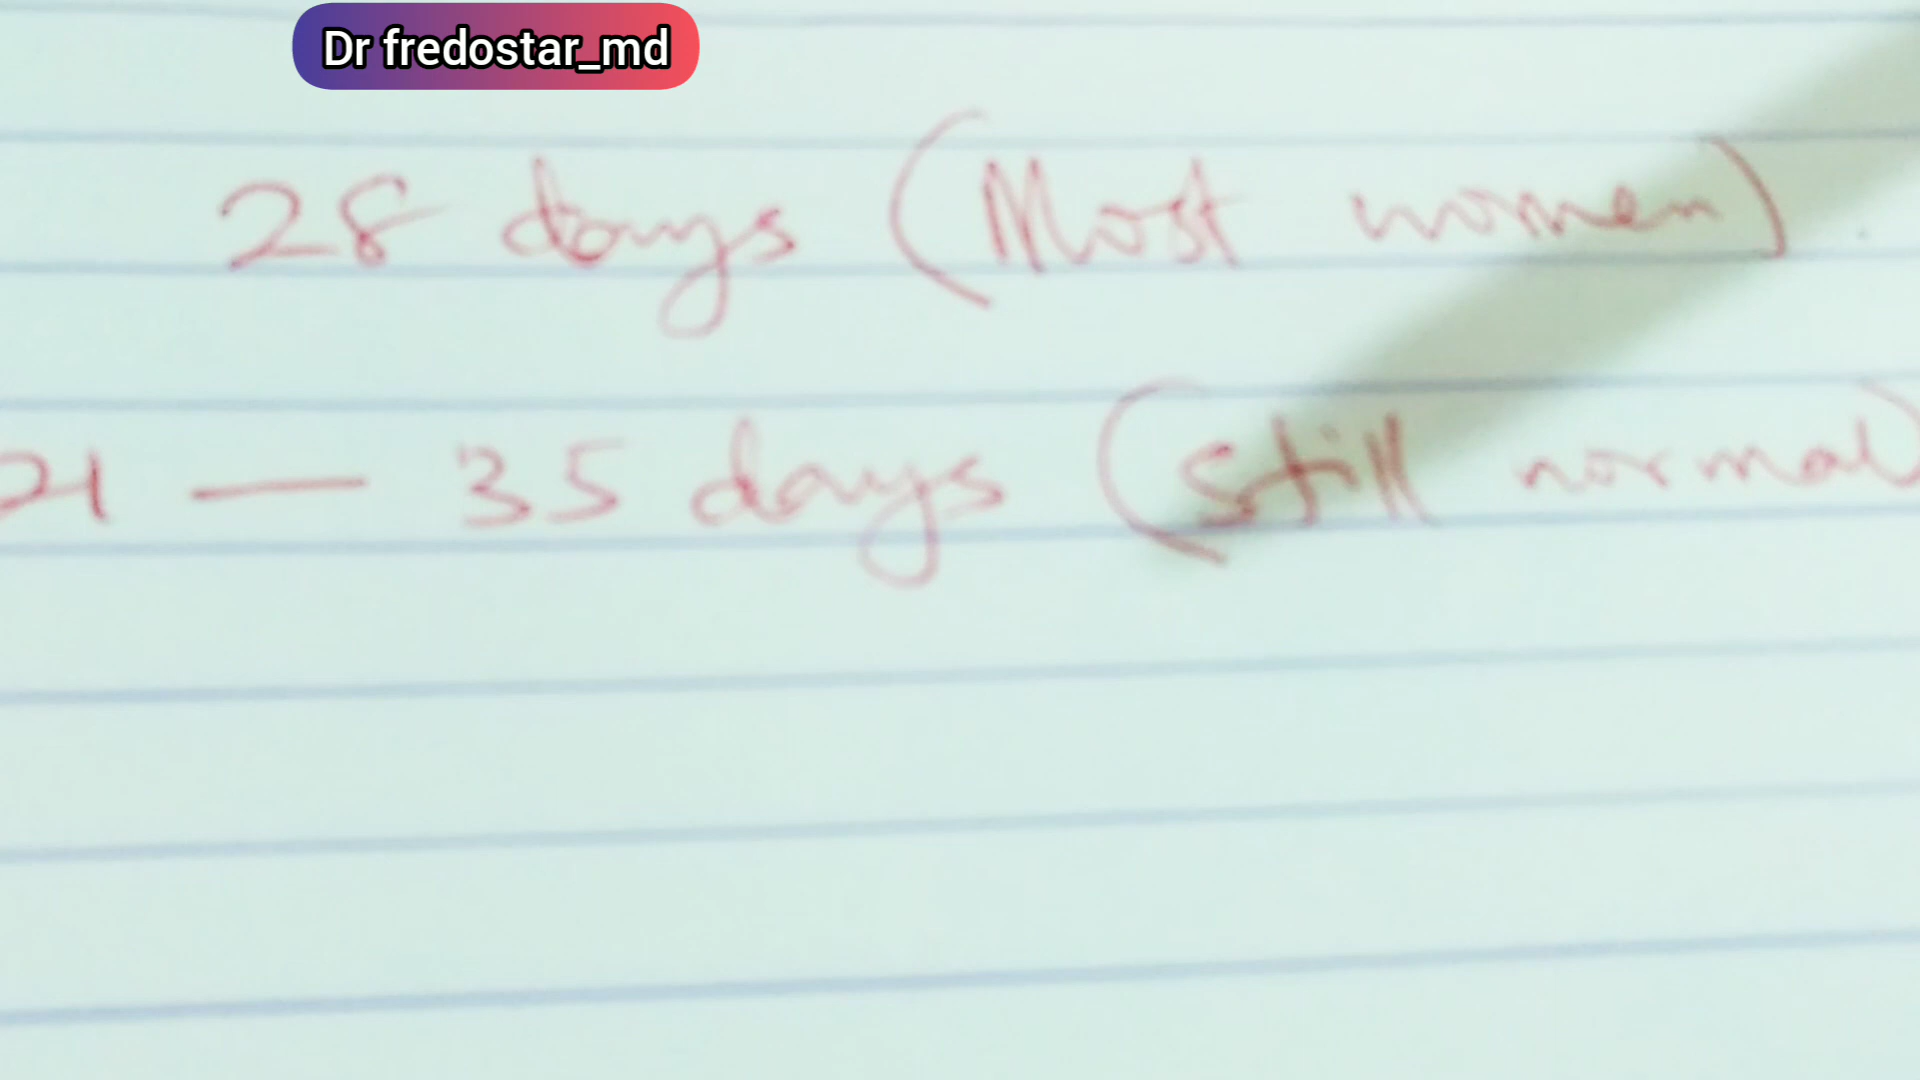 Dr fredostar_md
28 days (Most women)
21 — 35 days (still normal)